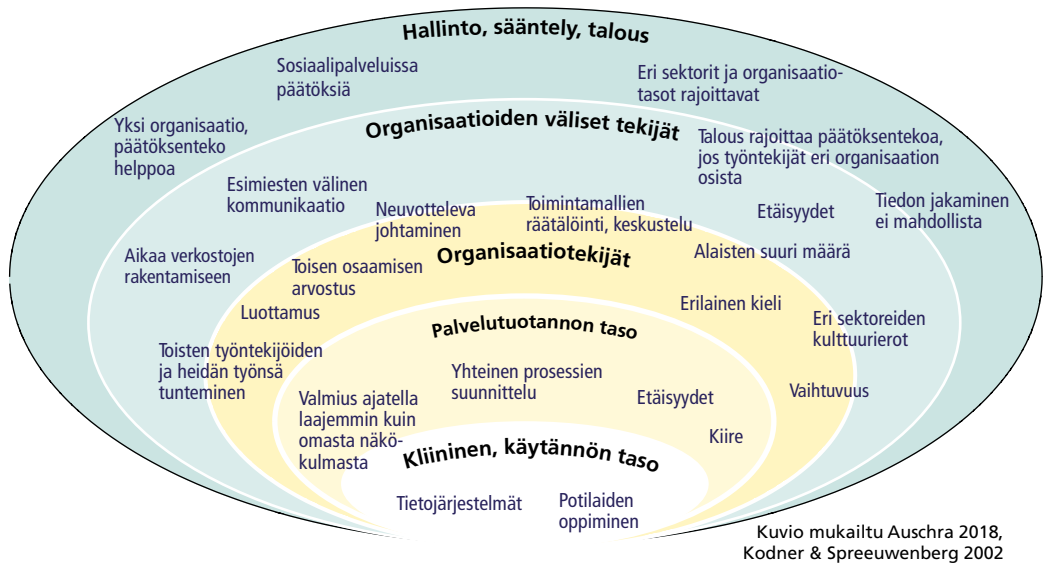 Hallinto, sääntely, talous
Sosiaalipalveluissa
päätöksiä
Eri sektorit ja organisaatio-
tasot rajoittavat
Yksi organisaatio,
päätöksenteko
helppoa
Organisaatioiden väliset tekijät
Talous rajoittaa päätöksentekoa,
jos työntekijät eri organisaation
osista
Esimiesten välinen
kommunikaatio
Neuvotteleva
johtaminen
Toimintamallien
räätälöinti, keskustelu
Etäisyydet
Tiedon jakaminen
ei mahdollista
Aikaa verkostojen
rakentamiseen
Organisaatiotekijät
Alaisten suuri määrä
Toisen osaamisen
arvostus
Luottamus
Erilainen kieli
Eri sektoreiden
kulttuurierot
Palvelutuotannon taso
Toisten työntekijöiden
ja heidän työnsä
tunteminen
Yhteinen prosessien
suunnittelu
Vaihtuvuus
Valmius ajatella
laajemmin kuin
omasta näkö-
kulmasta
Etäisyydet
Kiire
Kliininen, käytännön taso
Tietojärjestelmät
Potilaiden
oppiminen
Kuvio mukailtu Auschra 2018,
Kodner & Spreeuwenberg 2002